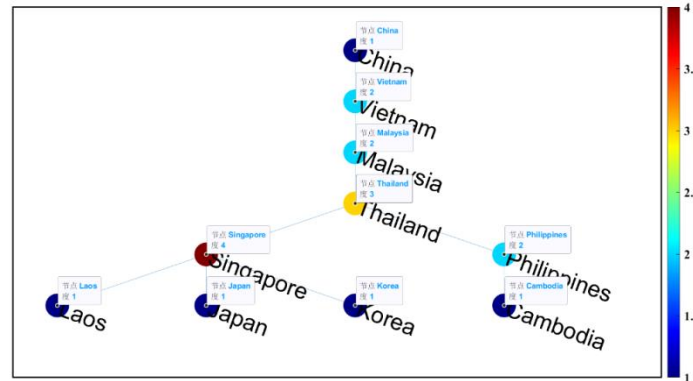 节点 China
度 1
China
节点 Vietnam
度 2
Vietnam
节点 Malaysia
度 2
Malaysia
节点 Thailand
度 3
Thailand
节点 Singapore
度 4
Singapore
节点 Philippines
度 2
Philippines
节点 Laos
度 1
Laos
节点 Japan
度 1
Japan
节点 Korea
度 1
Korea
节点 Cambodia
度 1
Cambodia
4
3.
3
2.
2
1.
1